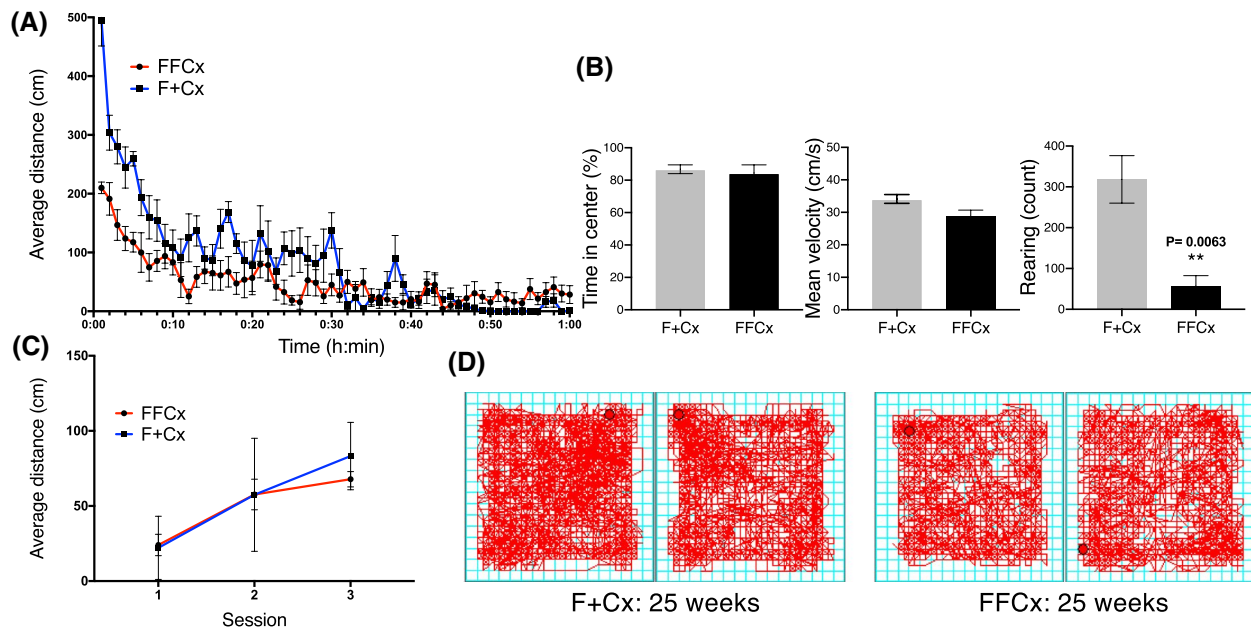 (A)
Average distance (cm)
500
400
300
200
100
0
FFCx
F+Cx
0:00
0:10
0:20
0:30
0:40
0:50
1:00
Time (h:min)
(B)
Time in center (%)
100
80
60
40
20
0
F+Cx
FFCx
Mean velocity (cm/s)
50
40
30
20
10
0
F+Cx
FFCx
Rearing (count)
400
300
200
100
0
P= 0.0063
**
F+Cx
FFCx
(C)
Average distance (cm)
150
100
50
0
FFCx
F+Cx
1
2
3
Session
(D)
F+Cx: 25 weeks
FFCx: 25 weeks